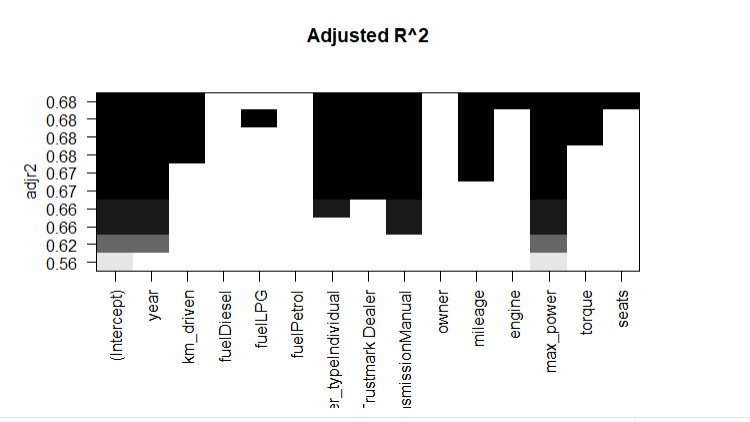 Adjusted R^2
adjr2
0.68
0.68
0.68
0.68
0.67
0.67
0.66
0.66
0.62
0.56
(Intercept)
year
km_driven
fuelDiesel
fuelLPG
fuelPetrol
er_typeIndividual
Trustmark Dealer
nsmissionManual
owner
mileage
engine
max_power
torque
seats